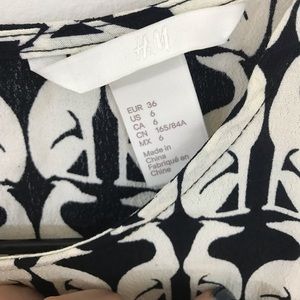 H&M
EUR 36
US 6
CA 6
CN 165/84A
MX 6
Made in
China
Fabriqué en
Chine